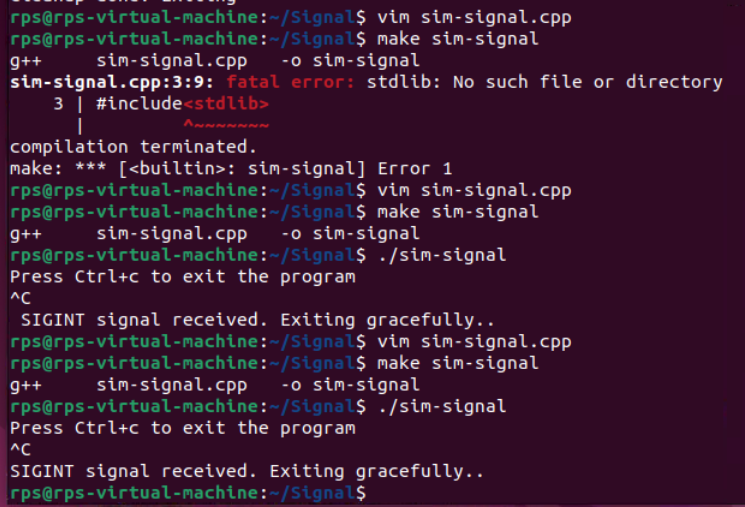 rps@rps-virtual-machine:~/Signal$ vim sim-signal.cpp
rps@rps-virtual-machine:~/Signal$ make sim-signal
g++     sim-signal.cpp   -o sim-signal
sim-signal.cpp:3:9: fatal error: stdlib: No such file or directory
    3 | #include<stdlib>
      |         ^~~~~~~~
compilation terminated.
make: *** [<builtin>: sim-signal] Error 1
rps@rps-virtual-machine:~/Signal$ vim sim-signal.cpp
rps@rps-virtual-machine:~/Signal$ make sim-signal
g++     sim-signal.cpp   -o sim-signal
rps@rps-virtual-machine:~/Signal$ ./sim-signal
Press Ctrl+c to exit the program
^C
 SIGINT signal received. Exiting gracefully..
rps@rps-virtual-machine:~/Signal$ vim sim-signal.cpp
rps@rps-virtual-machine:~/Signal$ make sim-signal
g++     sim-signal.cpp   -o sim-signal
rps@rps-virtual-machine:~/Signal$ ./sim-signal
Press Ctrl+c to exit the program
^C
SIGINT signal received. Exiting gracefully..
rps@rps-virtual-machine:~/Signal$